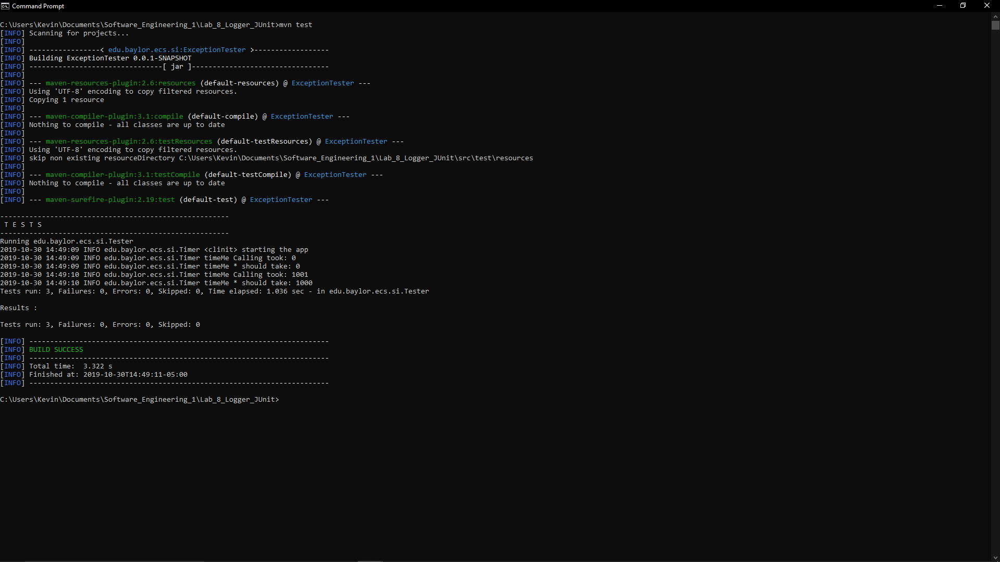 Command Prompt
C:\Users\Kevin\Documents\Software_Engineering_1\Lab_8_Logger_JUnit>mvn test
[INFO] Scanning for projects...
[INFO]
[INFO] -----------------< edu.baylor.ecs.si:ExceptionTester >------------------
[INFO] Building ExceptionTester 0.0.1-SNAPSHOT
[INFO] --------------------------------[ jar ]---------------------------------
[INFO]
[INFO] --- maven-resources-plugin:2.6:resources (default-resources) @ ExceptionTester ---
[INFO] Using 'UTF-8' encoding to copy filtered resources.
[INFO] Copying 1 resource
[INFO]
[INFO] --- maven-compiler-plugin:3.1:compile (default-compile) @ ExceptionTester ---
[INFO] Nothing to compile - all classes are up to date
[INFO]
[INFO] --- maven-resources-plugin:2.6:testResources (default-testResources) @ ExceptionTester ---
[INFO] Using 'UTF-8' encoding to copy filtered resources.
[INFO] skip non existing resourceDirectory C:\Users\Kevin\Documents\Software_Engineering_1\Lab_8_Logger_JUnit\src\test\resources
[INFO]
[INFO] --- maven-compiler-plugin:3.1:testCompile (default-testCompile) @ ExceptionTester ---
[INFO] Nothing to compile - all classes are up to date
[INFO]
[INFO] --- maven-surefire-plugin:2.19:test (default-test) @ ExceptionTester ---
-------------------------------------------------------
 T E S T S
-------------------------------------------------------
Running edu.baylor.ecs.si.Tester
2019-10-30 14:49:09 INFO edu.baylor.ecs.si.Timer <clinit> starting the app
2019-10-30 14:49:09 INFO edu.baylor.ecs.si.Timer timeMe Calling took: 0
2019-10-30 14:49:09 INFO edu.baylor.ecs.si.Timer timeMe * should take: 0
2019-10-30 14:49:10 INFO edu.baylor.ecs.si.Timer timeMe Calling took: 1001
2019-10-30 14:49:10 INFO edu.baylor.ecs.si.Timer timeMe * should take: 1000
Tests run: 3, Failures: 0, Errors: 0, Skipped: 0, Time elapsed: 1.036 sec - in edu.baylor.ecs.si.Tester
Results :
Tests run: 3, Failures: 0, Errors: 0, Skipped: 0
[INFO] ------------------------------------------------------------------------
[INFO] BUILD SUCCESS
[INFO] ------------------------------------------------------------------------
[INFO] Total time:  3.322 s
[INFO] Finished at: 2019-10-30T14:49:11-05:00
[INFO] ------------------------------------------------------------------------
C:\Users\Kevin\Documents\Software_Engineering_1\Lab_8_Logger_JUnit>